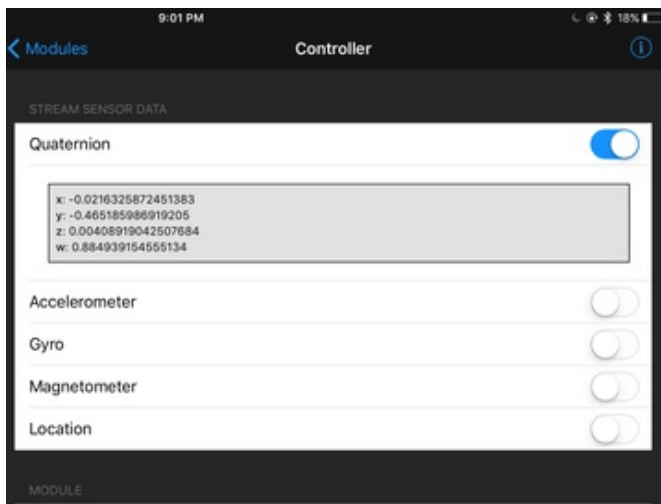 9:01 PM 18%
Modules Controller
STREAM SENSOR DATA
Quaternion
x: -0.0216325872451383
y: -0.465185986919205
z: 0.00408919042507684
w: 0.884939154555134
Accelerometer
Gyro
Magnetometer
Location
MODULE